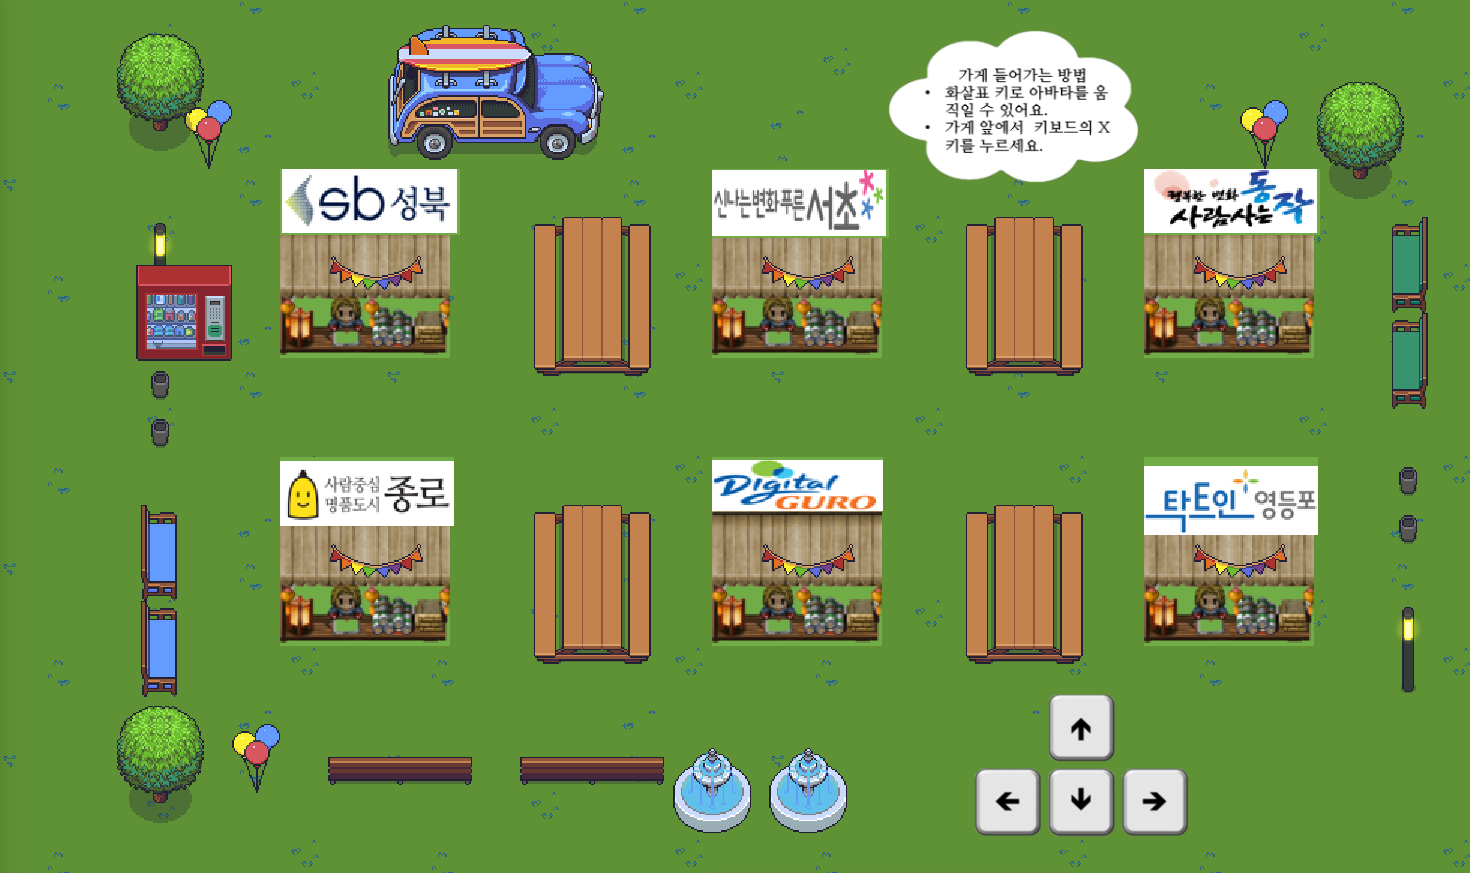 가게 들어가는 방법
• 화살표 키로 아바타를 움
직일 수 있어요.
• 가게 앞에서 키보드의 X
키를 누르세요.
sb 성북
신나는변화 푸른 서초
행복한 변화 동작
사람사는
사람중심 종로
명품도시
Digital
GURO
탁트인 영등포